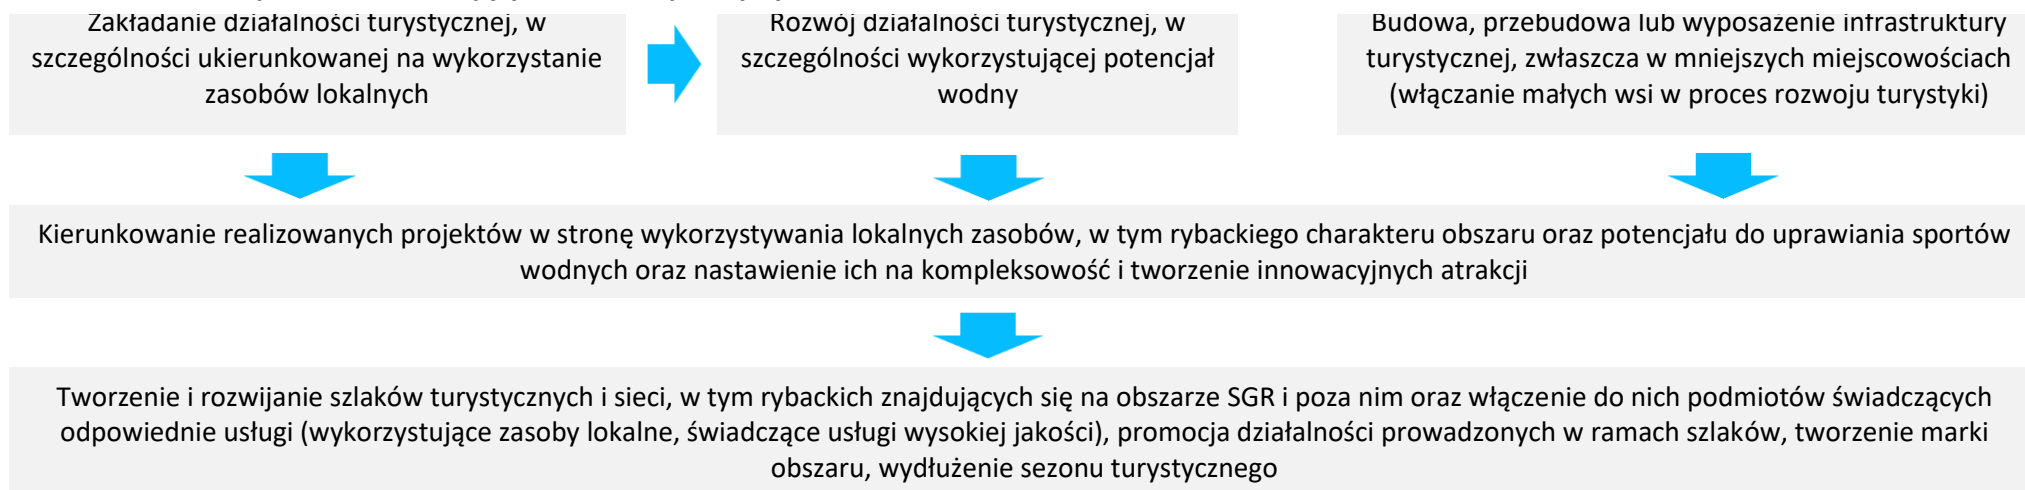 Zakładanie działalności turystycznej, w
szczególności ukierunkowanej na wykorzystanie
zasobów lokalnych
Rozwój działalności turystycznej, w
szczególności wykorzystującej potencjał
wodny
Budowa, przebudowa lub wyposażenie infrastruktury
turystycznej, zwłaszcza w mniejszych miejscowościach
(włączanie małych wsi w proces rozwoju turystyki)
Kierunkowanie realizowanych projektów w stronę wykorzystywania lokalnych zasobów, w tym rybackiego charakteru obszaru oraz potencjału do uprawiania sportów
wodnych oraz nastawienie ich na kompleksowość i tworzenie innowacyjnych atrakcji
Tworzenie i rozwijanie szlaków turystycznych i sieci, w tym rybackich znajdujących się na obszarze SGR i poza nim oraz włączenie do nich podmiotów świadczących
odpowiednie usługi (wykorzystujące zasoby lokalne, świadczące usługi wysokiej jakości), promocja działalności prowadzonych w ramach szlaków, tworzenie marki
obszaru, wydłużenie sezonu turystycznego